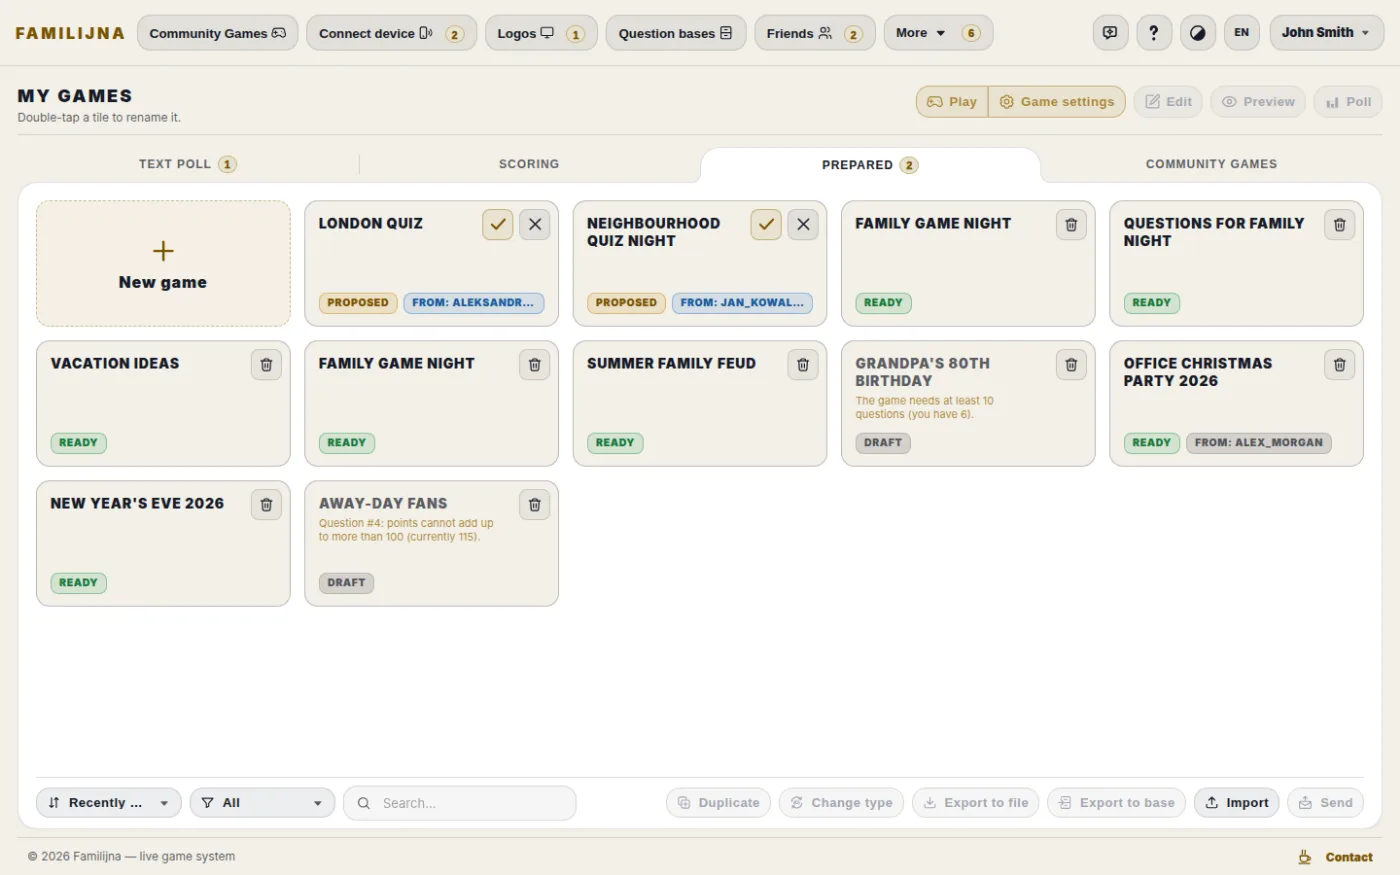 FAMILIJNA
Community Games
Connect device 2
Logos 1
Question bases
Friends 2
More 6
?
EN
John Smith
MY GAMES
Double-tap a tile to rename it.
Play
Game settings
Edit
Preview
Poll
TEXT POLL 1
SCORING
PREPARED 2
COMMUNITY GAMES
+
New game
LONDON QUIZ
PROPOSED
FROM: ALEKSANDR...
NEIGHBOURHOOD
QUIZ NIGHT
PROPOSED
FROM: JAN_KOWAL...
FAMILY GAME NIGHT
READY
QUESTIONS FOR FAMILY
NIGHT
READY
VACATION IDEAS
READY
FAMILY GAME NIGHT
READY
SUMMER FAMILY FEUD
READY
GRANDPA'S 80TH
BIRTHDAY
The game needs at least 10
questions (you have 6).
DRAFT
OFFICE CHRISTMAS
PARTY 2026
READY
FROM: ALEX_MORGAN
NEW YEAR'S EVE 2026
READY
AWAY-DAY FANS
Question #4: points cannot add up
to more than 100 (currently 115).
DRAFT
Recently ...
All
Search...
Duplicate
Change type
Export to file
Export to base
Import
Send
© 2026 Familijna — live game system
Contact